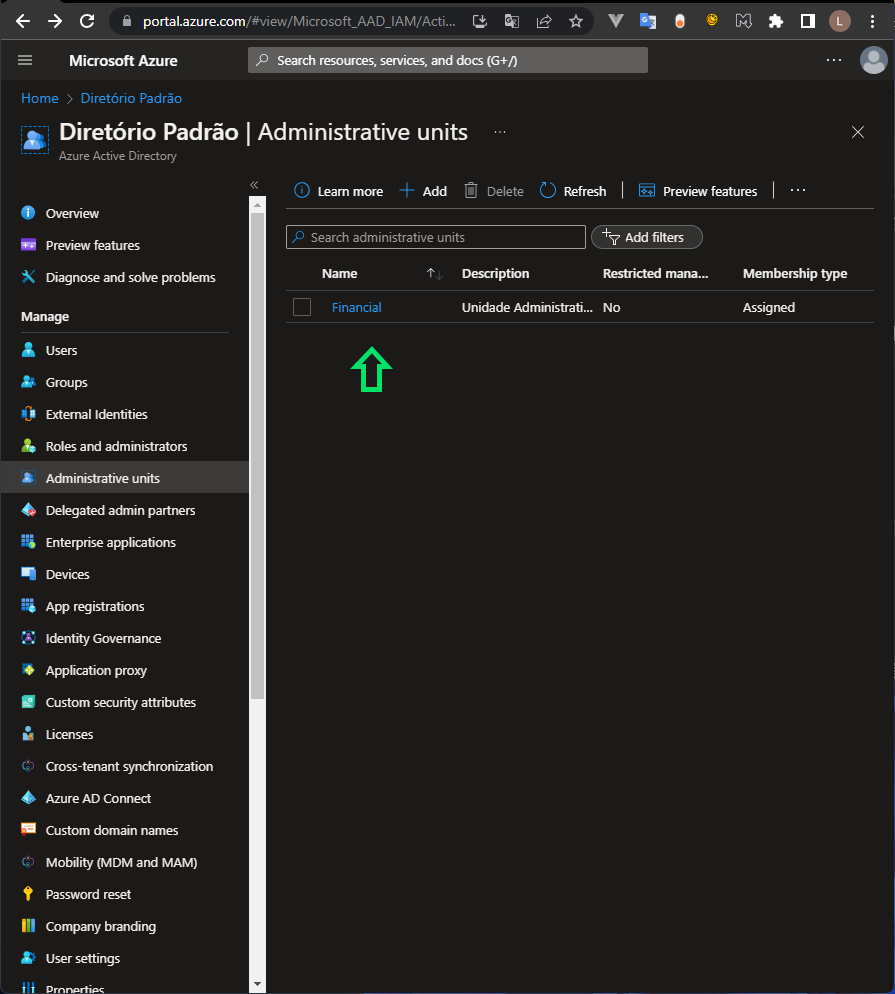 portal.azure.com/#view/Microsoft_AAD_IAM/Acti...
L
Microsoft Azure
Search resources, services, and docs (G+/)
...
Home > Diretório Padrão
Diretório Padrão | Administrative units ...
Azure Active Directory
«
Learn more Add Delete Refresh | Preview features | ...
Search administrative units
Add filters
Name ↑↓ Description Restricted mana... Membership type
Financial Unidade Administrati... No Assigned
Overview
Preview features
Diagnose and solve problems
Manage
Users
Groups
External Identities
Roles and administrators
Administrative units
Delegated admin partners
Enterprise applications
Devices
App registrations
Identity Governance
Application proxy
Custom security attributes
Licenses
Cross-tenant synchronization
Azure AD Connect
Custom domain names
Mobility (MDM and MAM)
Password reset
Company branding
User settings
Properties